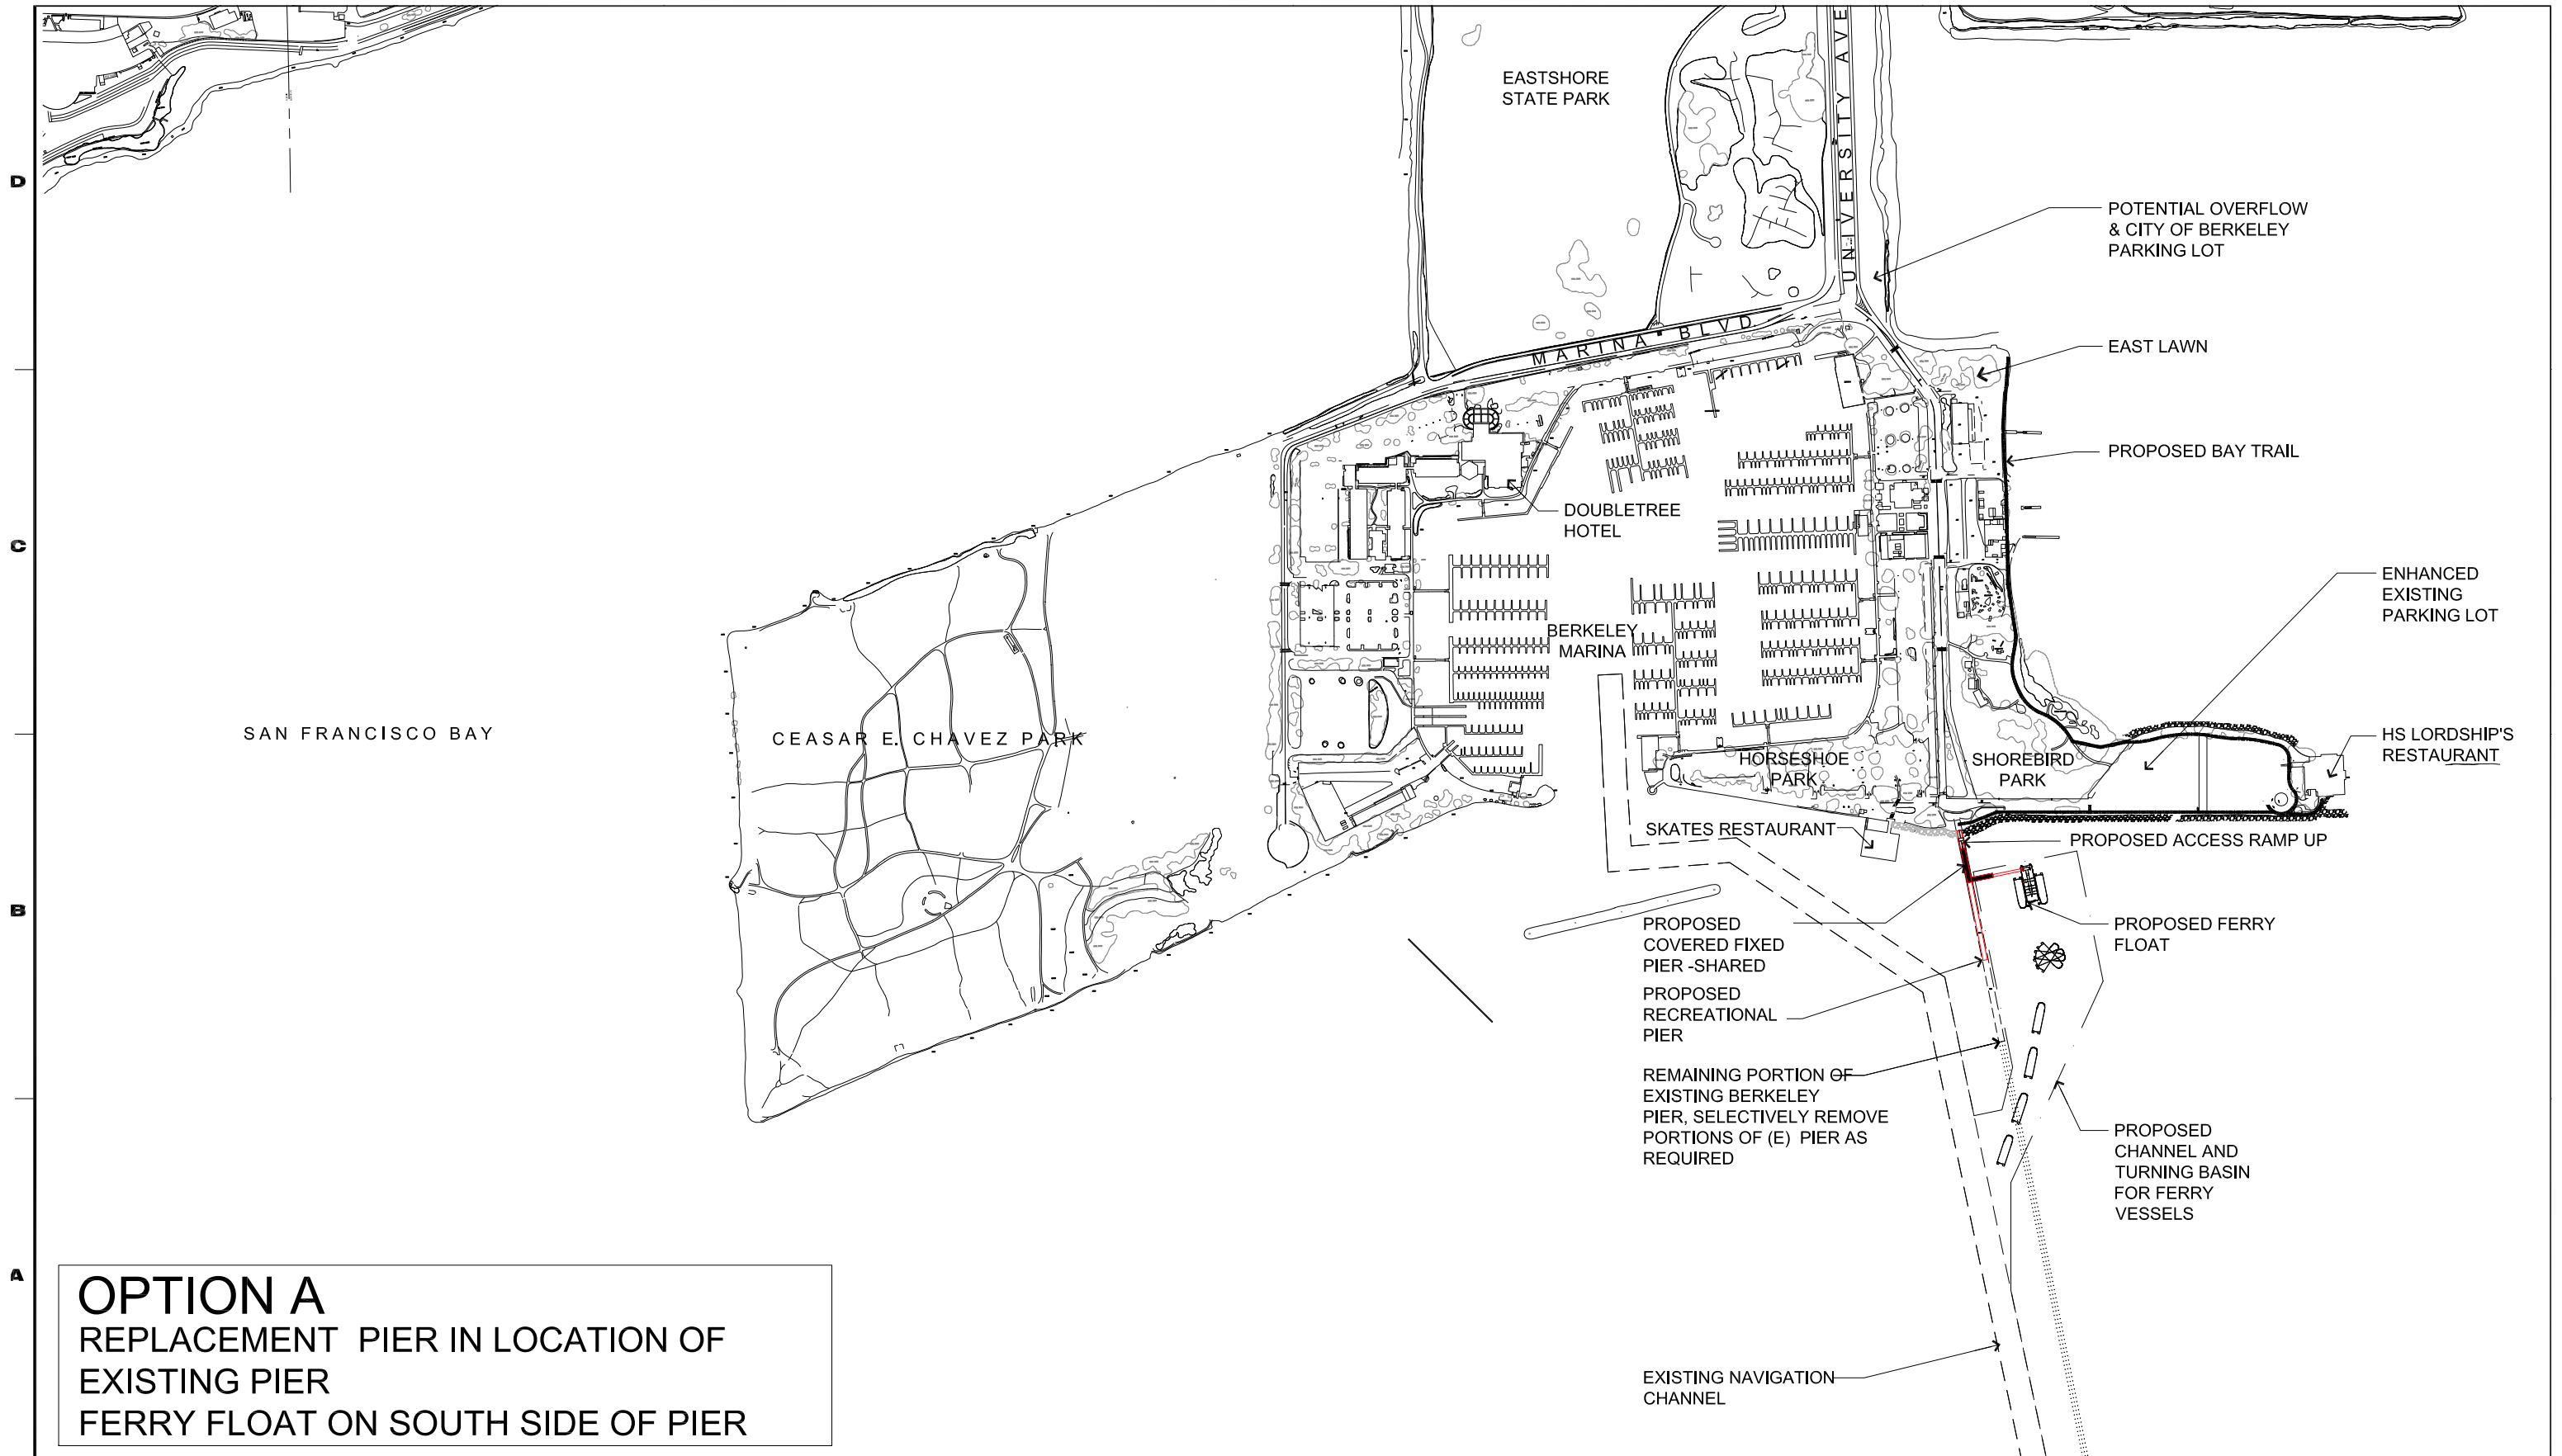 EASTSHORE
STATE PARK
UNIVERSITY AVE
POTENTIAL OVERFLOW
& CITY OF BERKELEY
PARKING LOT
D
MARINA BLVD
EAST LAWN
PROPOSED BAY TRAIL
DOUBLETREE
HOTEL
C
ENHANCED
EXISTING
PARKING LOT
BERKELEY
MARINA
SAN FRANCISCO BAY
CEASAR E. CHAVEZ PARK
HORSESHOE
PARK
SHOREBIRD
PARK
HS LORDSHIP'S
RESTAURANT
SKATES RESTAURANT
PROPOSED ACCESS RAMP UP
B
PROPOSED
COVERED FIXED
PIER -SHARED
PROPOSED FERRY
FLOAT
PROPOSED
RECREATIONAL
PIER
REMAINING PORTION OF
EXISTING BERKELEY
PIER, SELECTIVELY REMOVE
PORTIONS OF (E) PIER AS
REQUIRED
PROPOSED
CHANNEL AND
TURNING BASIN
FOR FERRY
VESSELS
A
EXISTING NAVIGATION
CHANNEL
OPTION A
REPLACEMENT PIER IN LOCATION OF
EXISTING PIER
FERRY FLOAT ON SOUTH SIDE OF PIER